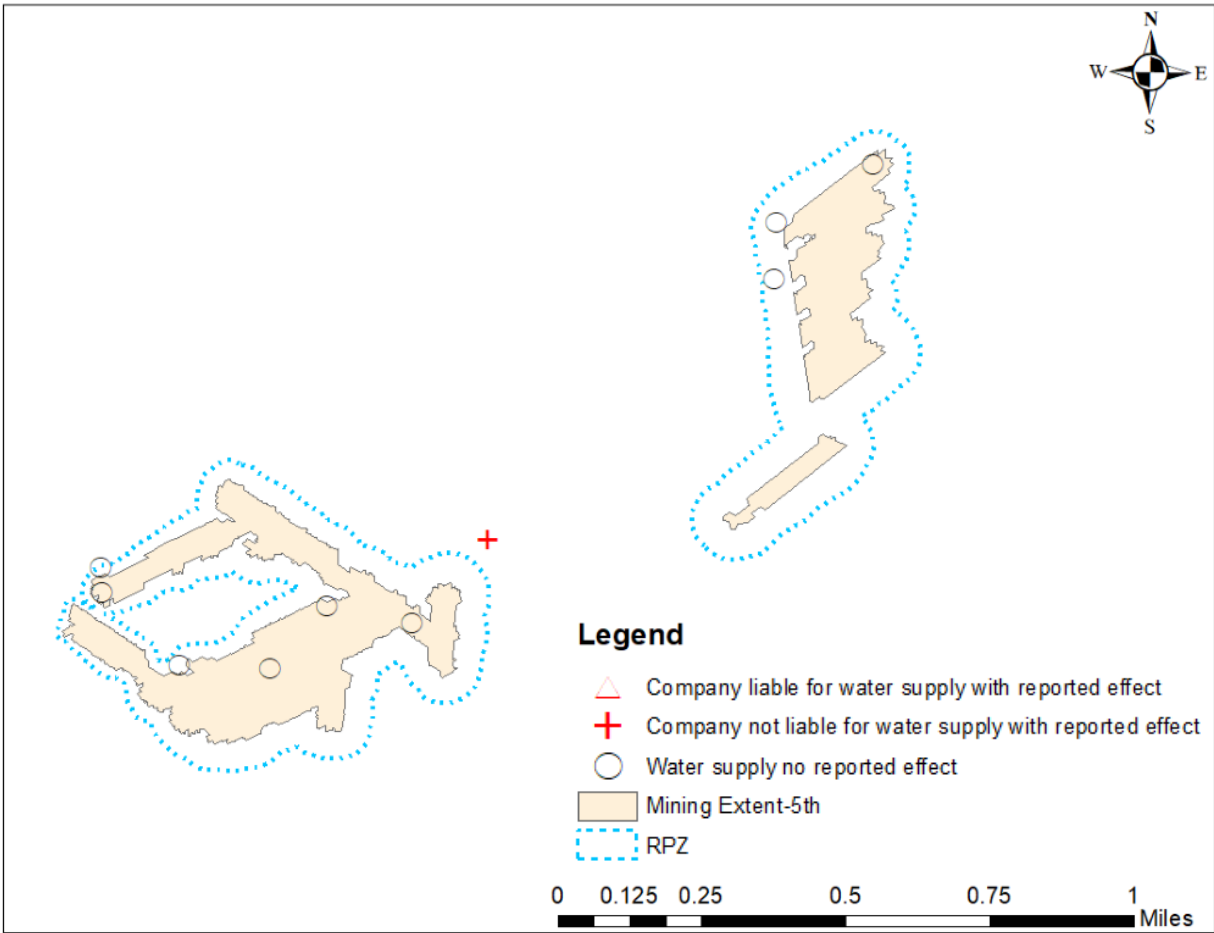 N
W E
S
Legend
Company liable for water supply with reported effect
Company not liable for water supply with reported effect
Water supply no reported effect
Mining Extent-5th
RPZ
0 0.125 0.25 0.5 0.75 1
Miles